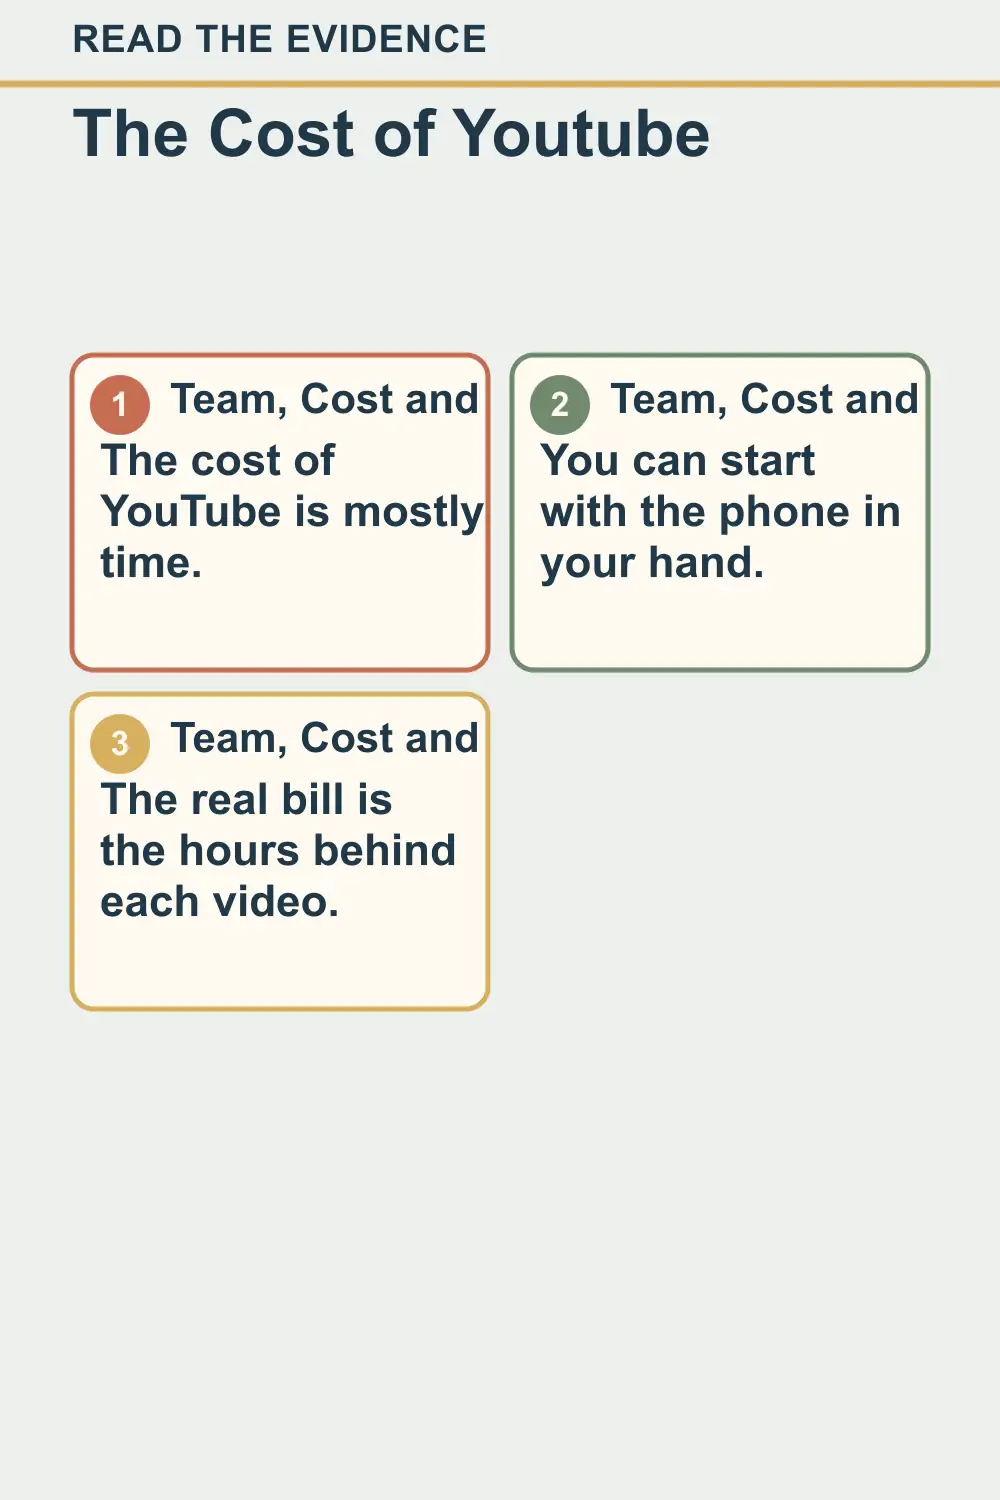 READ THE EVIDENCE
The Cost of Youtube
1 Team, Cost and
The cost of
YouTube is mostly
time.
2 Team, Cost and
You can start
with the phone in
your hand.
3 Team, Cost and
The real bill is
the hours behind
each video.